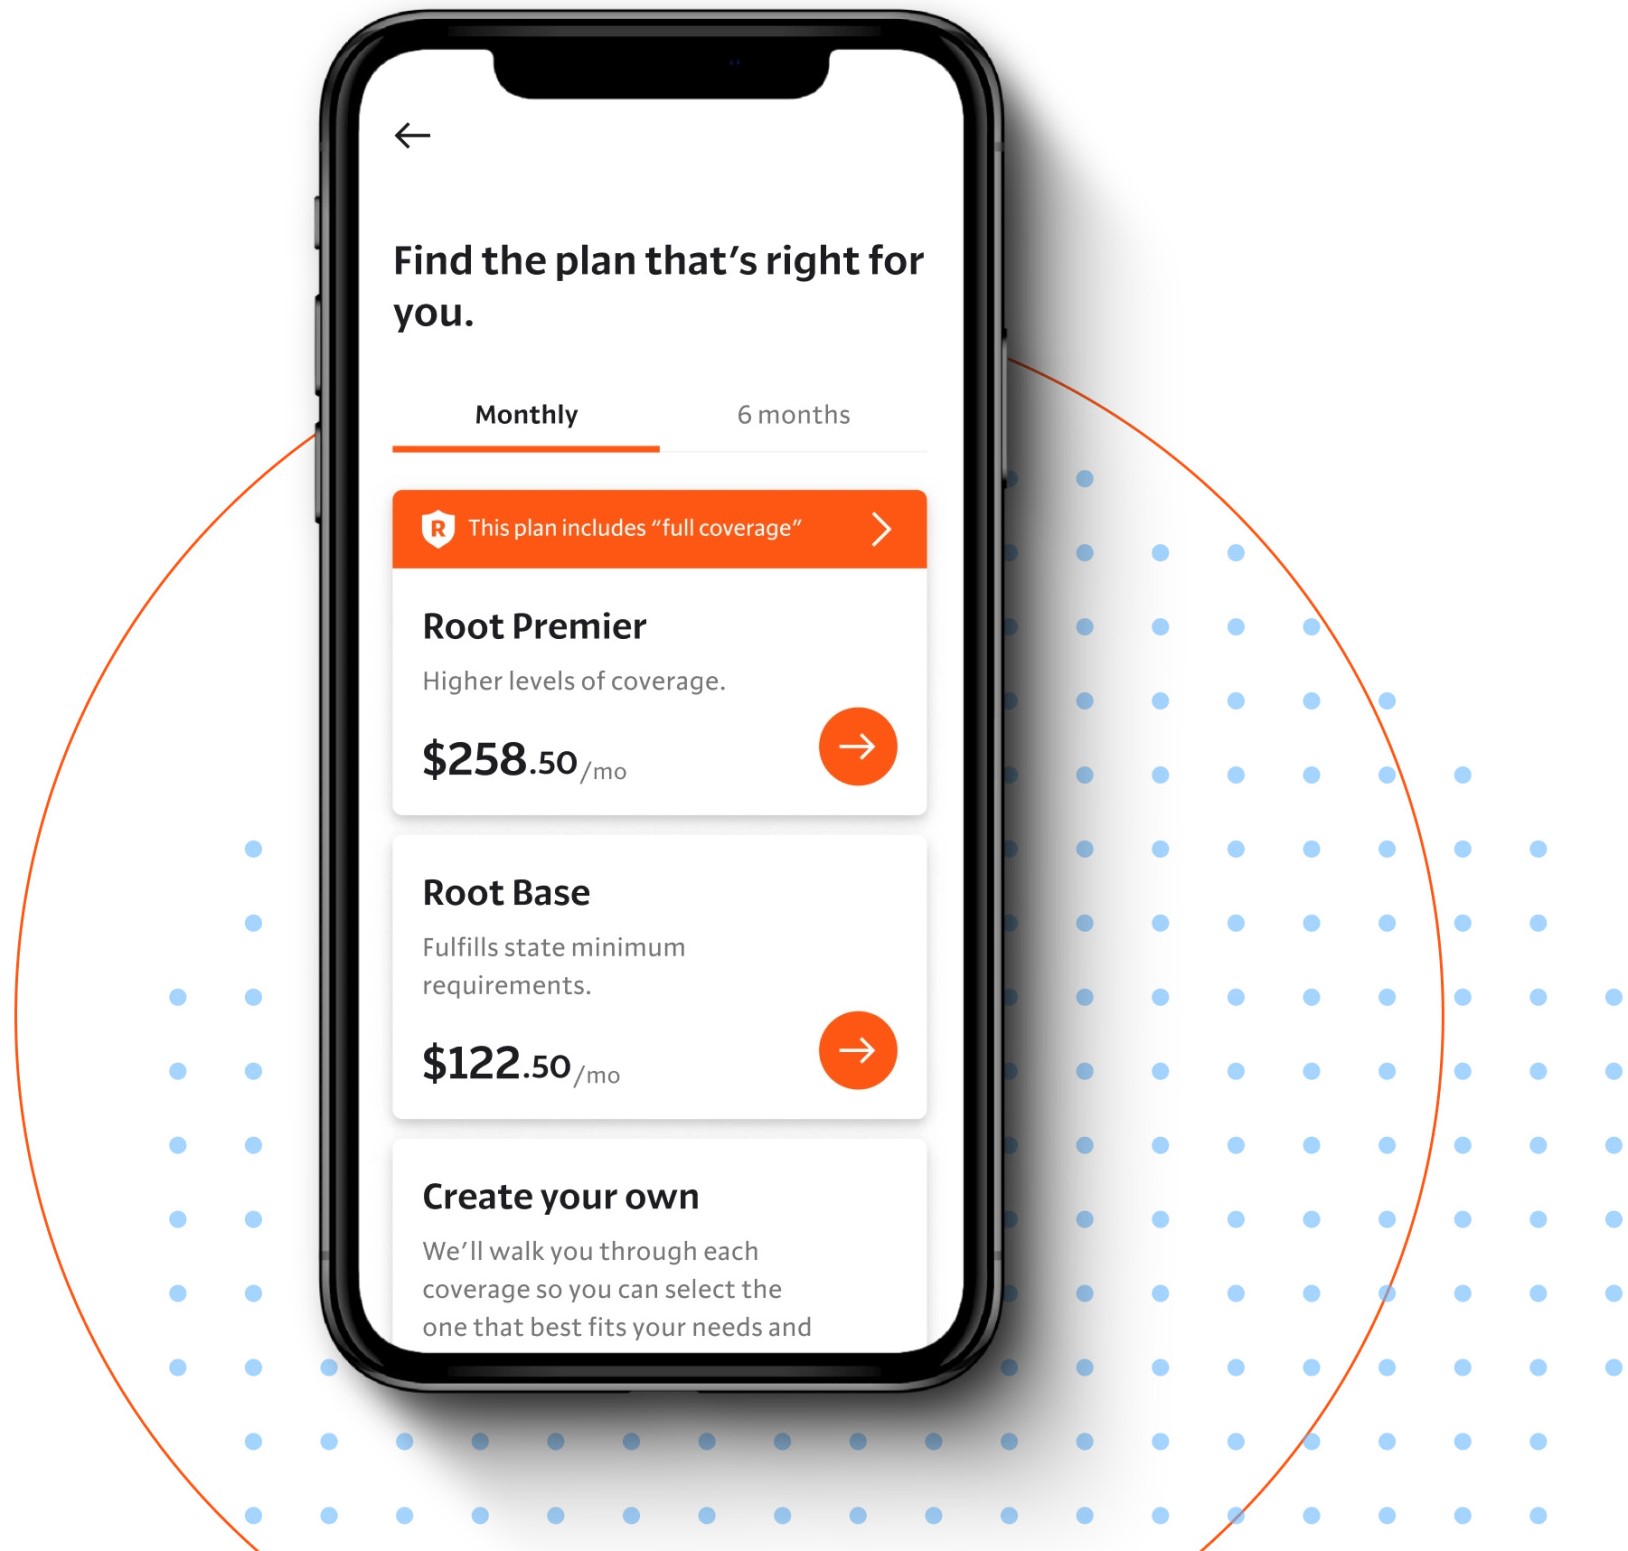 Find the plan that’s right for
you.
Monthly
6 months
R
This plan includes “full coverage”
Root Premier
Higher levels of coverage.
$258.50/mo
Root Base
Fulfills state minimum
requirements.
$122.50/mo
Create your own
We’ll walk you through each
coverage so you can select the
one that best fits your needs and